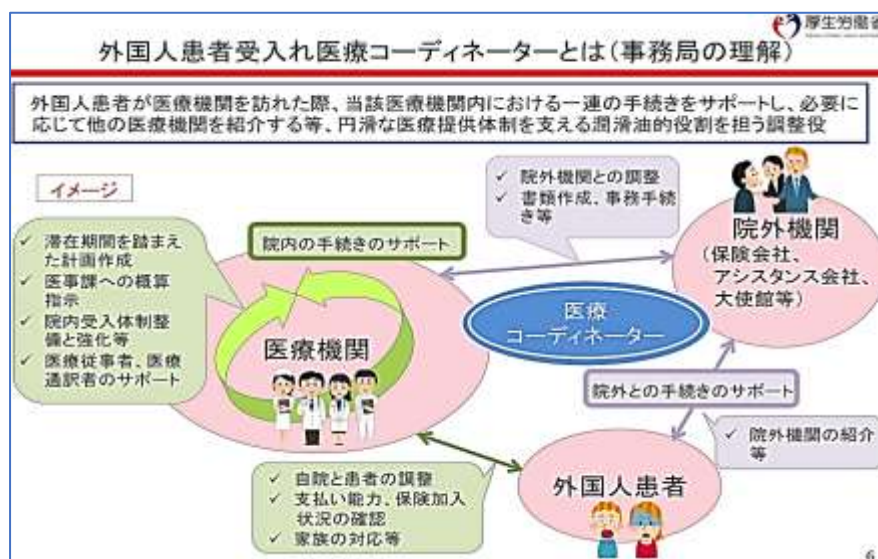 厚生労働省
外国人患者受入れ医療コーディネーターとは(事務局の理解)
外国人患者が医療機関を訪れた際、当該医療機関内における一連の手続きをサポートし、必要に
応じて他の医療機関を紹介する等、円滑な医療提供体制を支える潤滑油的役割を担う調整役
イメージ
✓ 院外機関との調整
✓ 書類作成、事務手続
き等
院外機関
(保険会社、
アシスタンス会社、
大使館等)
✓ 滞在期間を踏まえ
た計画作成
✓ 医事課への概算
指示
✓ 院内受入体制整
備と強化等
✓ 医療従事者、医療
通訳者のサポート
院内の手続きのサポート
医療機関
医療
コーディネーター
院外との手続きのサポート
✓ 院外機関の紹介
等
✓ 自院と患者の調整
✓ 支払い能力、保険加入
状況の確認
✓ 家族の対応等
外国人患者
6